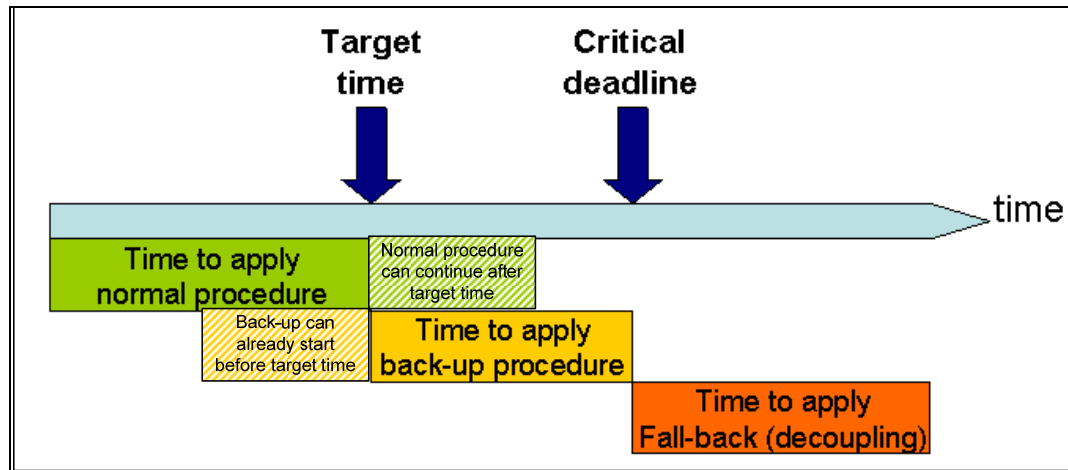 Target
time
Critical
deadline
time
Time to apply
normal procedure
Normal procedure
can continue after
target time
Back-up can
already start
before target time
Time to apply
back-up procedure
Time to apply
Fall-back (decoupling)